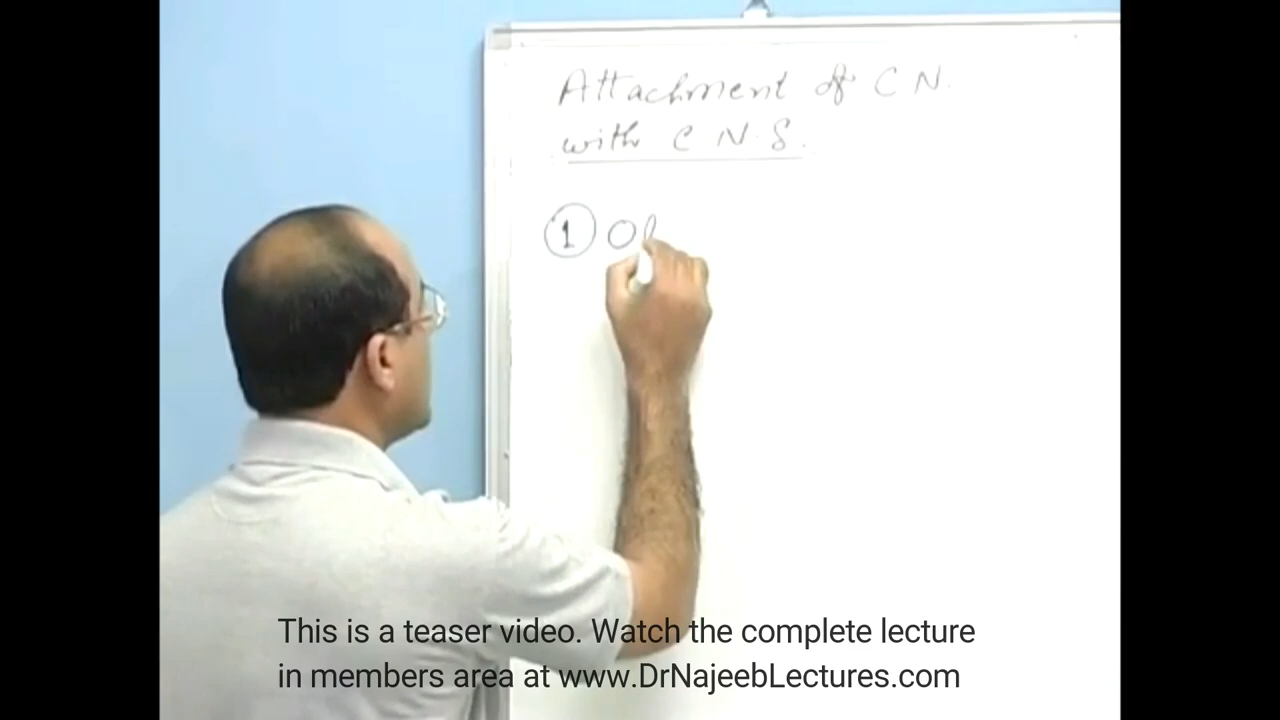 Attachment of C N.
with C N.S.
1 Ol
This is a teaser video. Watch the complete lecture
in members area at www.DrNajeebLectures.com